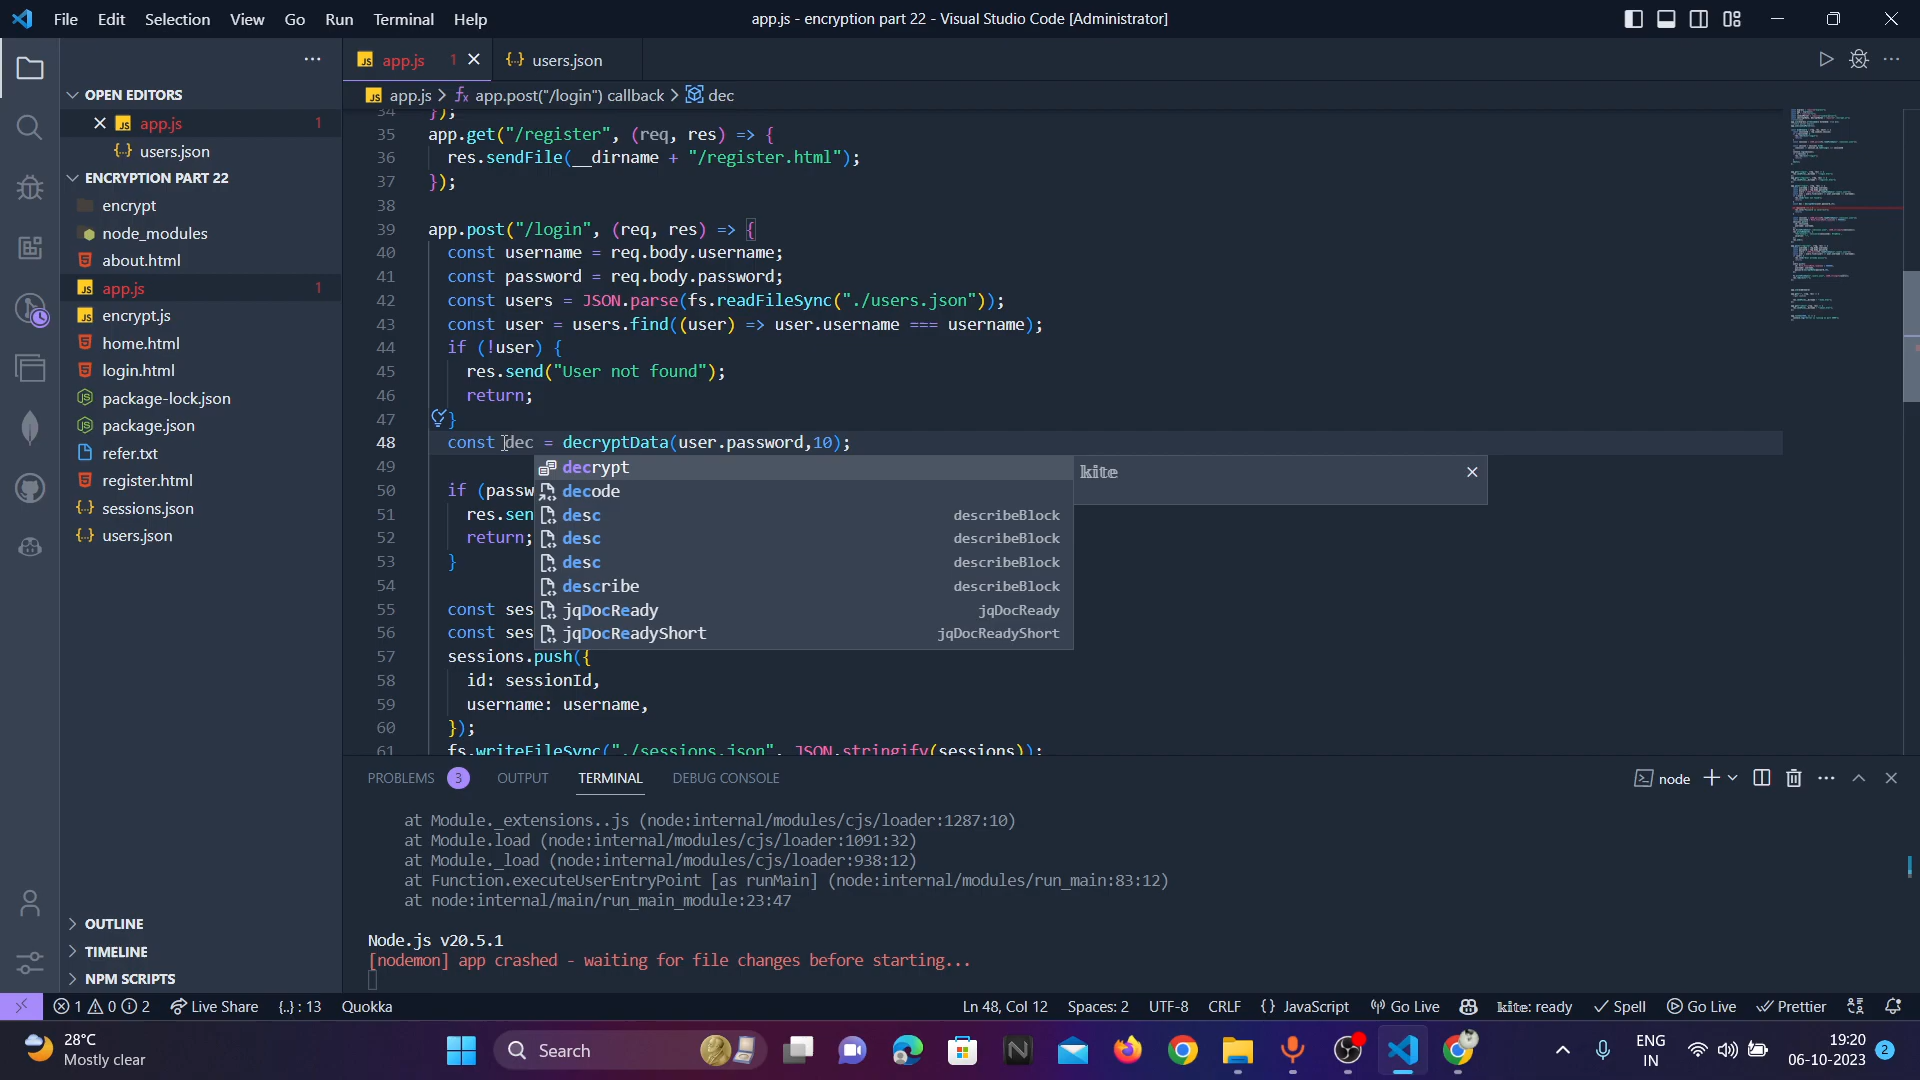 File Edit Selection View Go Run Terminal Help
app.js - encryption part 22 - Visual Studio Code [Administrator]
OPEN EDITORS
app.js 1
users.json
ENCRYPTION PART 22
encrypt
node_modules
about.html
app.js 1
encrypt.js
home.html
login.html
package-lock.json
package.json
refer.txt
register.html
sessions.json
users.json
OUTLINE
TIMELINE
NPM SCRIPTS
app.js 1
users.json
app.js > app.post("/login") callback > dec
34 });
35 app.get("/register", (req, res) => {
36 res.sendFile(__dirname + "/register.html");
37 });
38
39 app.post("/login", (req, res) => {
40 const username = req.body.username;
41 const password = req.body.password;
42 const users = JSON.parse(fs.readFileSync("./users.json"));
43 const user = users.find((user) => user.username === username);
44 if (!user) {
45 res.send("User not found");
46 return;
47 }
48 const dec = decryptData(user.password,10);
49
50 if (passw
51 res.sen
52 return;
53 }
54
55 const ses
56 const ses
57 sessions.push({
58 id: sessionId,
59 username: username,
60 });
61 fs.writeFileSync("./sessions.json", JSON.stringify(sessions));
decrypt
decode
desc describeBlock
desc describeBlock
desc describeBlock
describe describeBlock
jqDocReady jqDocReady
jqDocReadyShort jqDocReadyShort
kite
PROBLEMS 3 OUTPUT TERMINAL DEBUG CONSOLE
node
at Module._extensions..js (node:internal/modules/cjs/loader:1287:10)
at Module.load (node:internal/modules/cjs/loader:1091:32)
at Module._load (node:internal/modules/cjs/loader:938:12)
at Function.executeUserEntryPoint [as runMain] (node:internal/modules/run_main:83:12)
at node:internal/main/run_main_module:23:47
Node.js v20.5.1
[nodemon] app crashed - waiting for file changes before starting...
1 0 2 Live Share {..} : 13 Quokka
Ln 48, Col 12 Spaces: 2 UTF-8 CRLF {} JavaScript Go Live kite: ready Spell Go Live Prettier
28°C
Mostly clear
Search
ENG
IN
19:20
06-10-2023
2